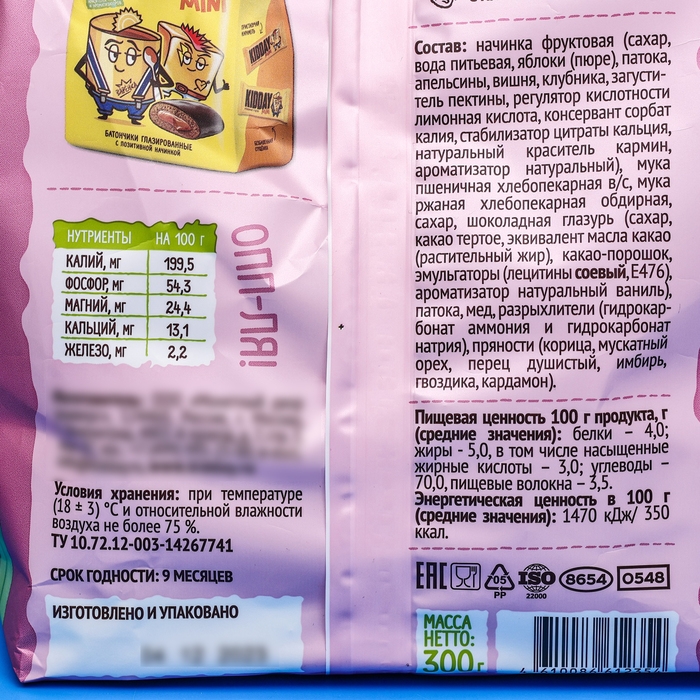 MINI
KIDDAY
KIDDAY
БАТОНЧИКИ ГЛАЗИРОВАННЫЕ
С ПОЗИТИВНОЙ НАЧИНКОЙ
НУТРИЕНТЫ НА 100 Г
КАЛИЙ, МГ 199,5
ФОСФОР, МГ 54,3
МАГНИЙ, МГ 24,4
КАЛЬЦИЙ, МГ 13,1
ЖЕЛЕЗО, МГ 2,2
Условия хранения: при температуре
(18 ± 3) °С и относительной влажности
воздуха не более 75 %.
ТУ 10.72.12-003-14267741
СРОК ГОДНОСТИ: 9 МЕСЯЦЕВ
ИЗГОТОВЛЕНО И УПАКОВАНО
Состав: начинка фруктовая (сахар,
вода питьевая, яблоки (пюре), патока,
апельсины, вишня, клубника, загусти-
тель пектины, регулятор кислотности
лимонная кислота, консервант сорбат
калия, стабилизатор цитраты кальция,
натуральный краситель кармин,
ароматизатор натуральный), мука
пшеничная хлебопекарная в/с, мука
ржаная хлебопекарная обдирная,
сахар, шоколадная глазурь (сахар,
какао тертое, эквивалент масла какао
(растительный жир), какао-порошок,
эмульгаторы (лецитины соевый, Е476),
ароматизатор натуральный ваниль),
патока, мед, разрыхлители (гидрокар-
бонат аммония и гидрокарбонат
натрия), пряности (корица, мускатный
орех, перец душистый, имбирь,
гвоздика, кардамон).
Пищевая ценность 100 г продукта, г
(средние значения): белки – 4,0;
жиры - 5,0, в том числе насыщенные
жирные кислоты – 3,0; углеводы –
70,0, пищевые волокна – 3,5.
Энергетическая ценность в 100 г
(средние значения): 1470 кДж/ 350
ккал.
ЕАС 05 PP ISO 22000 8654 0548
МАССА
НЕТТО:
300 г